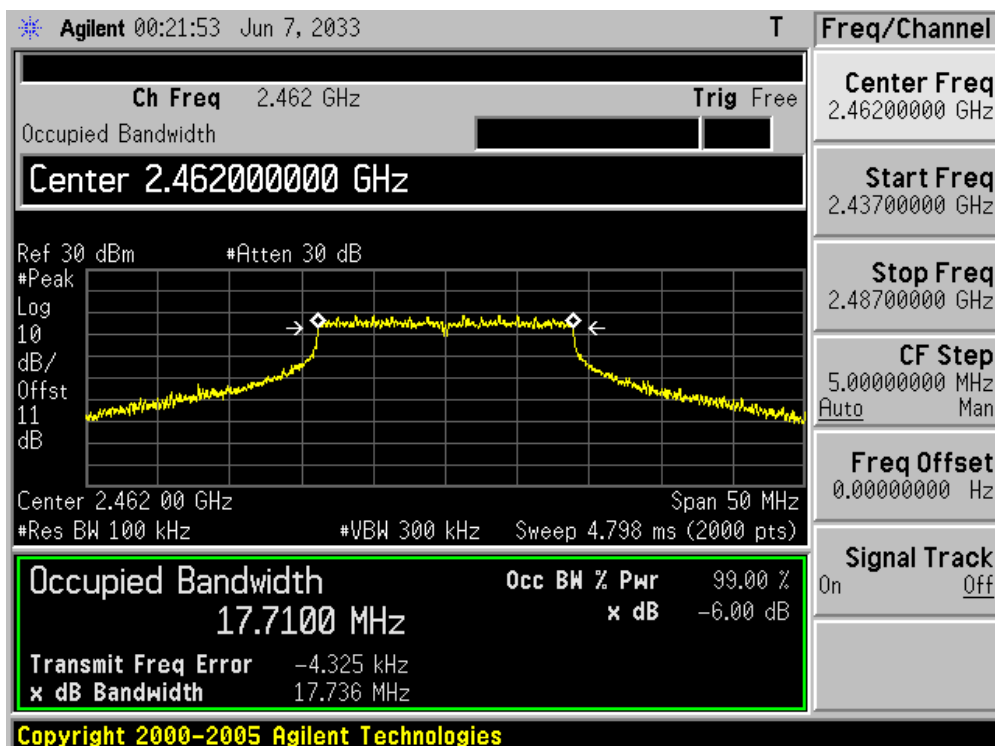 Agilent 00:21:53 Jun 7, 2033 T
Ch Freq 2.462 GHz Trig Free
Occupied Bandwidth
Center 2.462000000 GHz
Ref 30 dBm #Atten 30 dB
#Peak
Log
10
dB/
Offst
11
dB
Center 2.462 00 GHz Span 50 MHz
#Res BW 100 kHz #VBW 300 kHz Sweep 4.798 ms (2000 pts)
Occupied Bandwidth Occ BW % Pwr 99.00 %
17.7100 MHz x dB -6.00 dB
Transmit Freq Error -4.325 kHz
x dB Bandwidth 17.736 MHz
Copyright 2000-2005 Agilent Technologies
Freq/Channel
Center Freq
2.46200000 GHz
Start Freq
2.43700000 GHz
Stop Freq
2.48700000 GHz
CF Step
5.00000000 MHz
Auto Man
Freq Offset
0.00000000 Hz
Signal Track
On Off